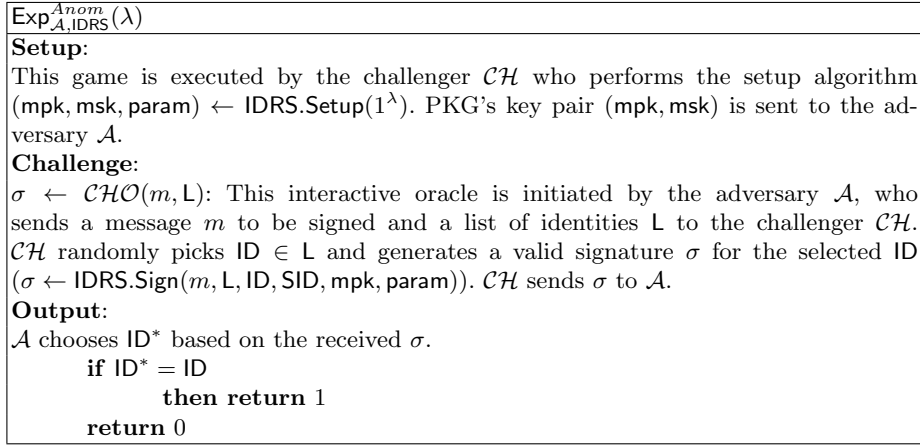 Exp^{Anom}_{𝒜,IDRS}(λ)
Setup:
This game is executed by the challenger 𝒞ℋ who performs the setup algorithm
(mpk, msk, param) ← IDRS.Setup(1^λ). PKG's key pair (mpk, msk) is sent to the ad-
versary 𝒜.
Challenge:
σ ← 𝒞ℋ𝒪(m, L): This interactive oracle is initiated by the adversary 𝒜, who
sends a message m to be signed and a list of identities L to the challenger 𝒞ℋ.
𝒞ℋ randomly picks ID ∈ L and generates a valid signature σ for the selected ID
(σ ← IDRS.Sign(m, L, ID, SID, mpk, param)). 𝒞ℋ sends σ to 𝒜.
Output:
𝒜 chooses ID* based on the received σ.
if ID* = ID
then return 1
return 0